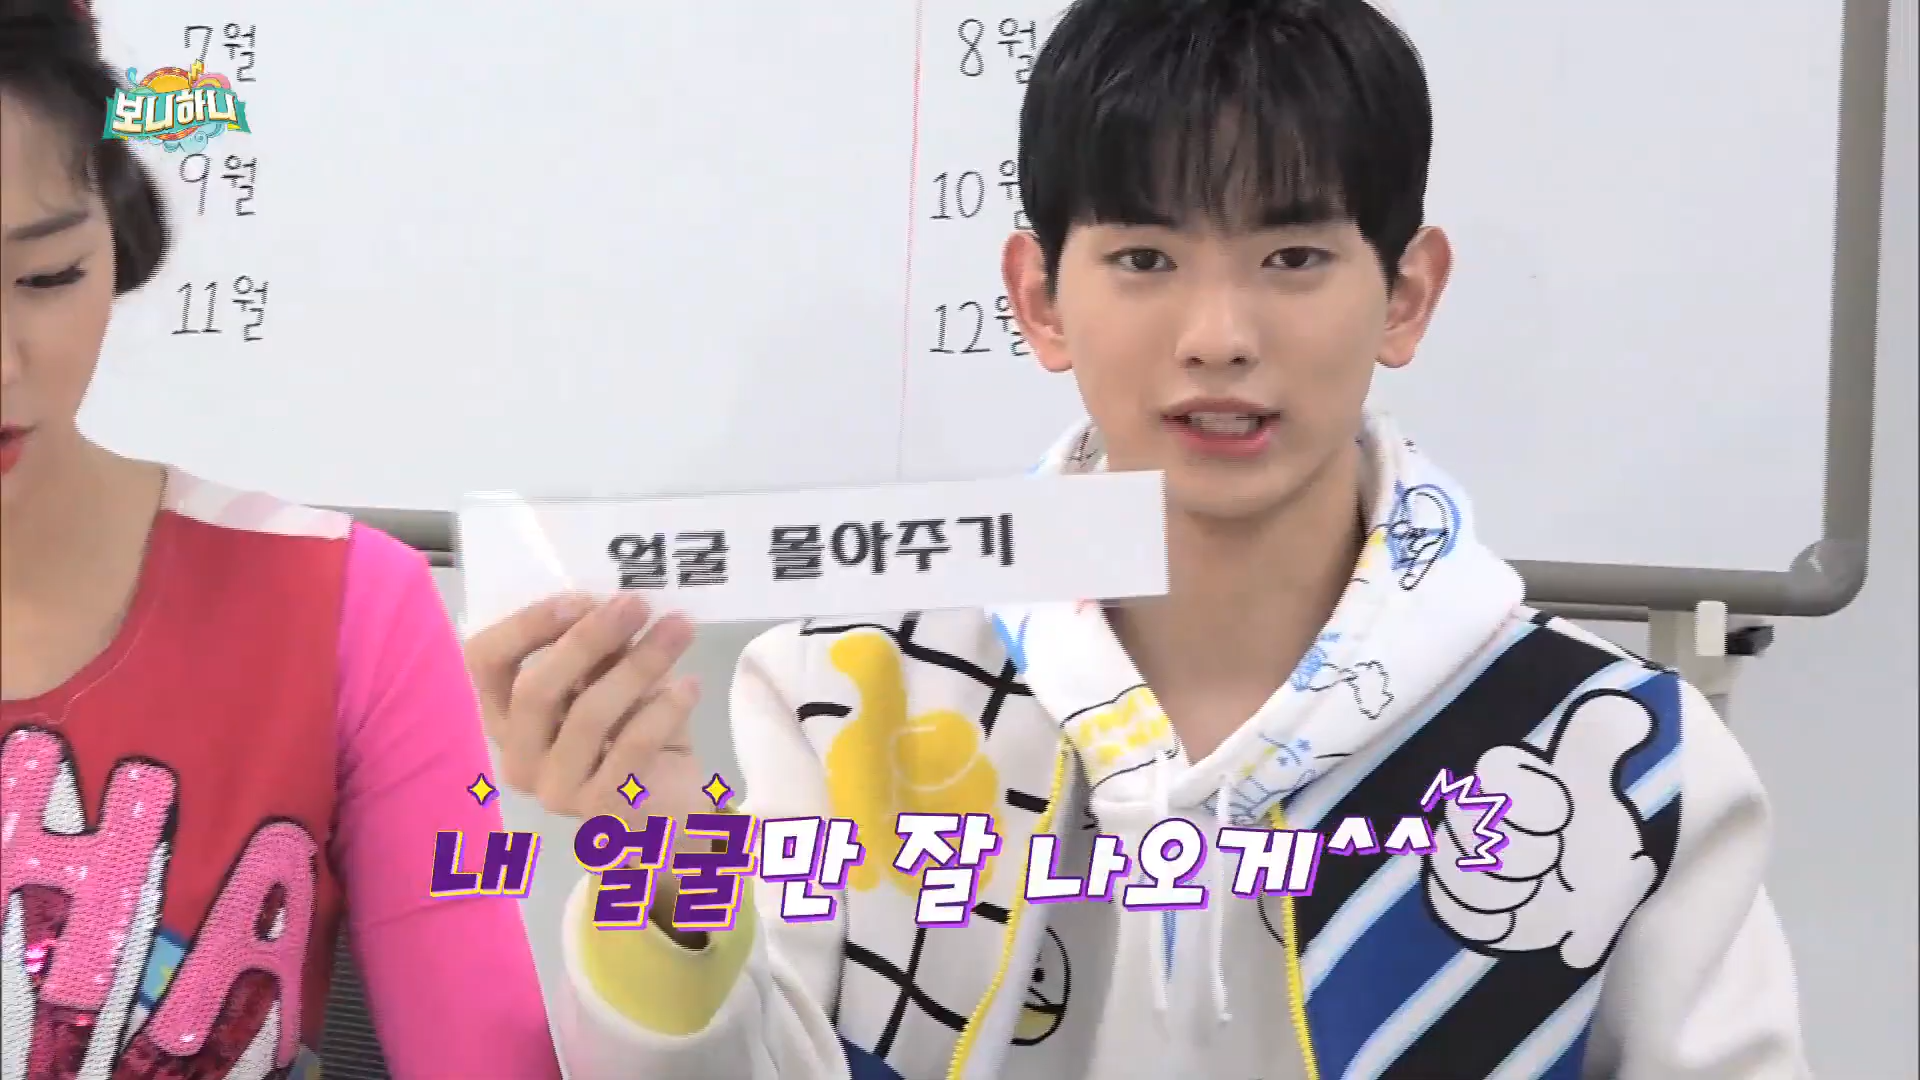 보니하니
7월
8월
9월
10월
11월
12월
얼굴 몰아주기
내 얼굴만 잘 나오게^^
HA